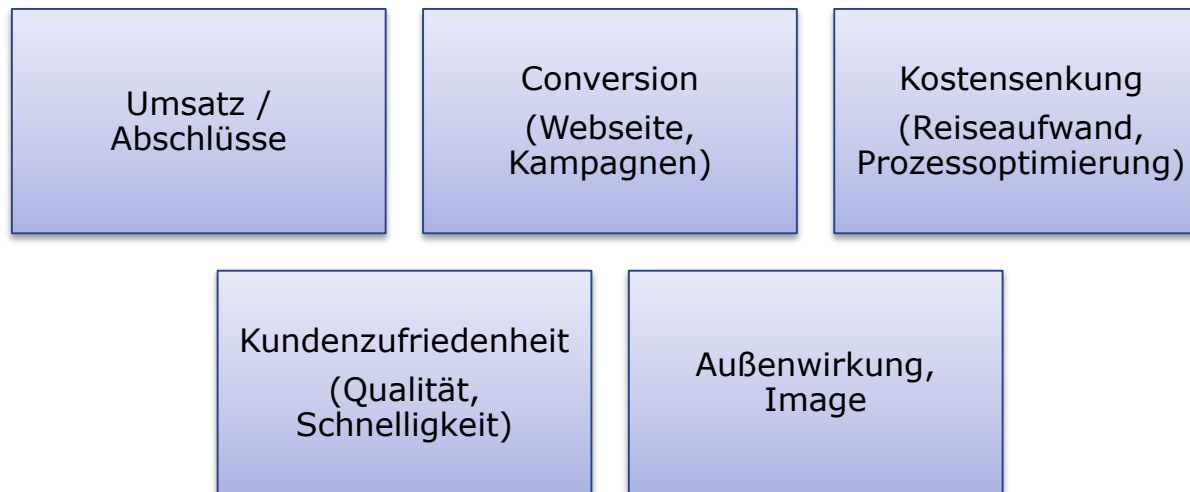 Umsatz /
Abschlüsse
Conversion
(Webseite,
Kampagnen)
Kostensenkung
(Reiseaufwand,
Prozessoptimierung)
Kundenzufriedenheit
(Qualität,
Schnelligkeit)
Außenwirkung,
Image